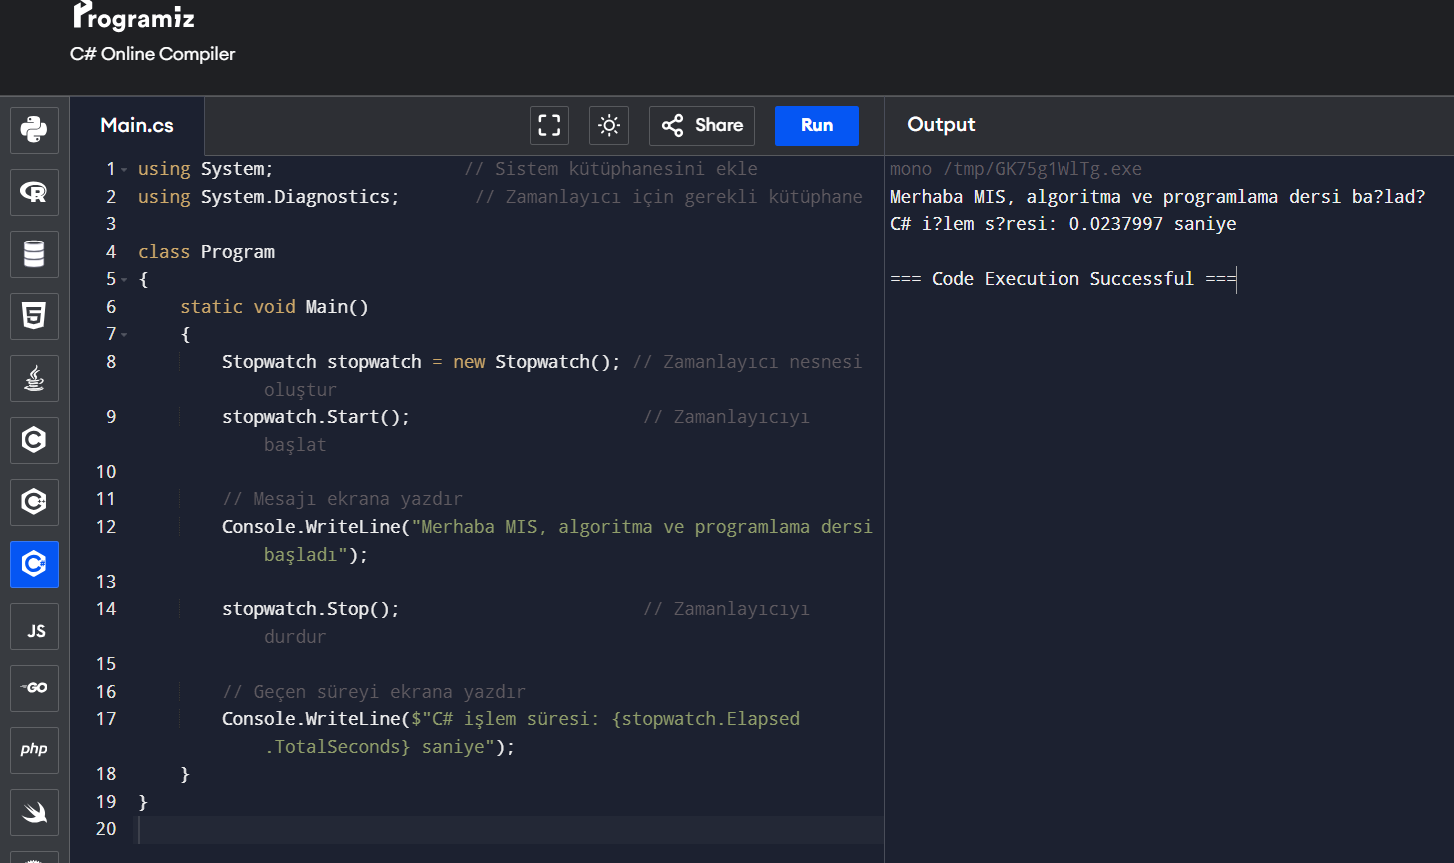 Programiz
C# Online Compiler
Main.cs
Share
Run
Output
1 using System; // Sistem kütüphanesini ekle
2 using System.Diagnostics; // Zamanlayıcı için gerekli kütüphane
3
4 class Program
5 {
6 static void Main()
7 {
8 Stopwatch stopwatch = new Stopwatch(); // Zamanlayıcı nesnesi
oluştur
9 stopwatch.Start(); // Zamanlayıcıyı
başlat
10
11 // Mesajı ekrana yazdır
12 Console.WriteLine("Merhaba MIS, algoritma ve programlama dersi
başladı");
13
14 stopwatch.Stop(); // Zamanlayıcıyı
durdur
15
16 // Geçen süreyi ekrana yazdır
17 Console.WriteLine($"C# işlem süresi: {stopwatch.Elapsed
.TotalSeconds} saniye");
18 }
19 }
20
mono /tmp/GK75g1WlTg.exe
Merhaba MIS, algoritma ve programlama dersi ba?lad?
C# i?lem s?resi: 0.0237997 saniye
=== Code Execution Successful ===
R
5
C
C++
C#
JS
GO
php